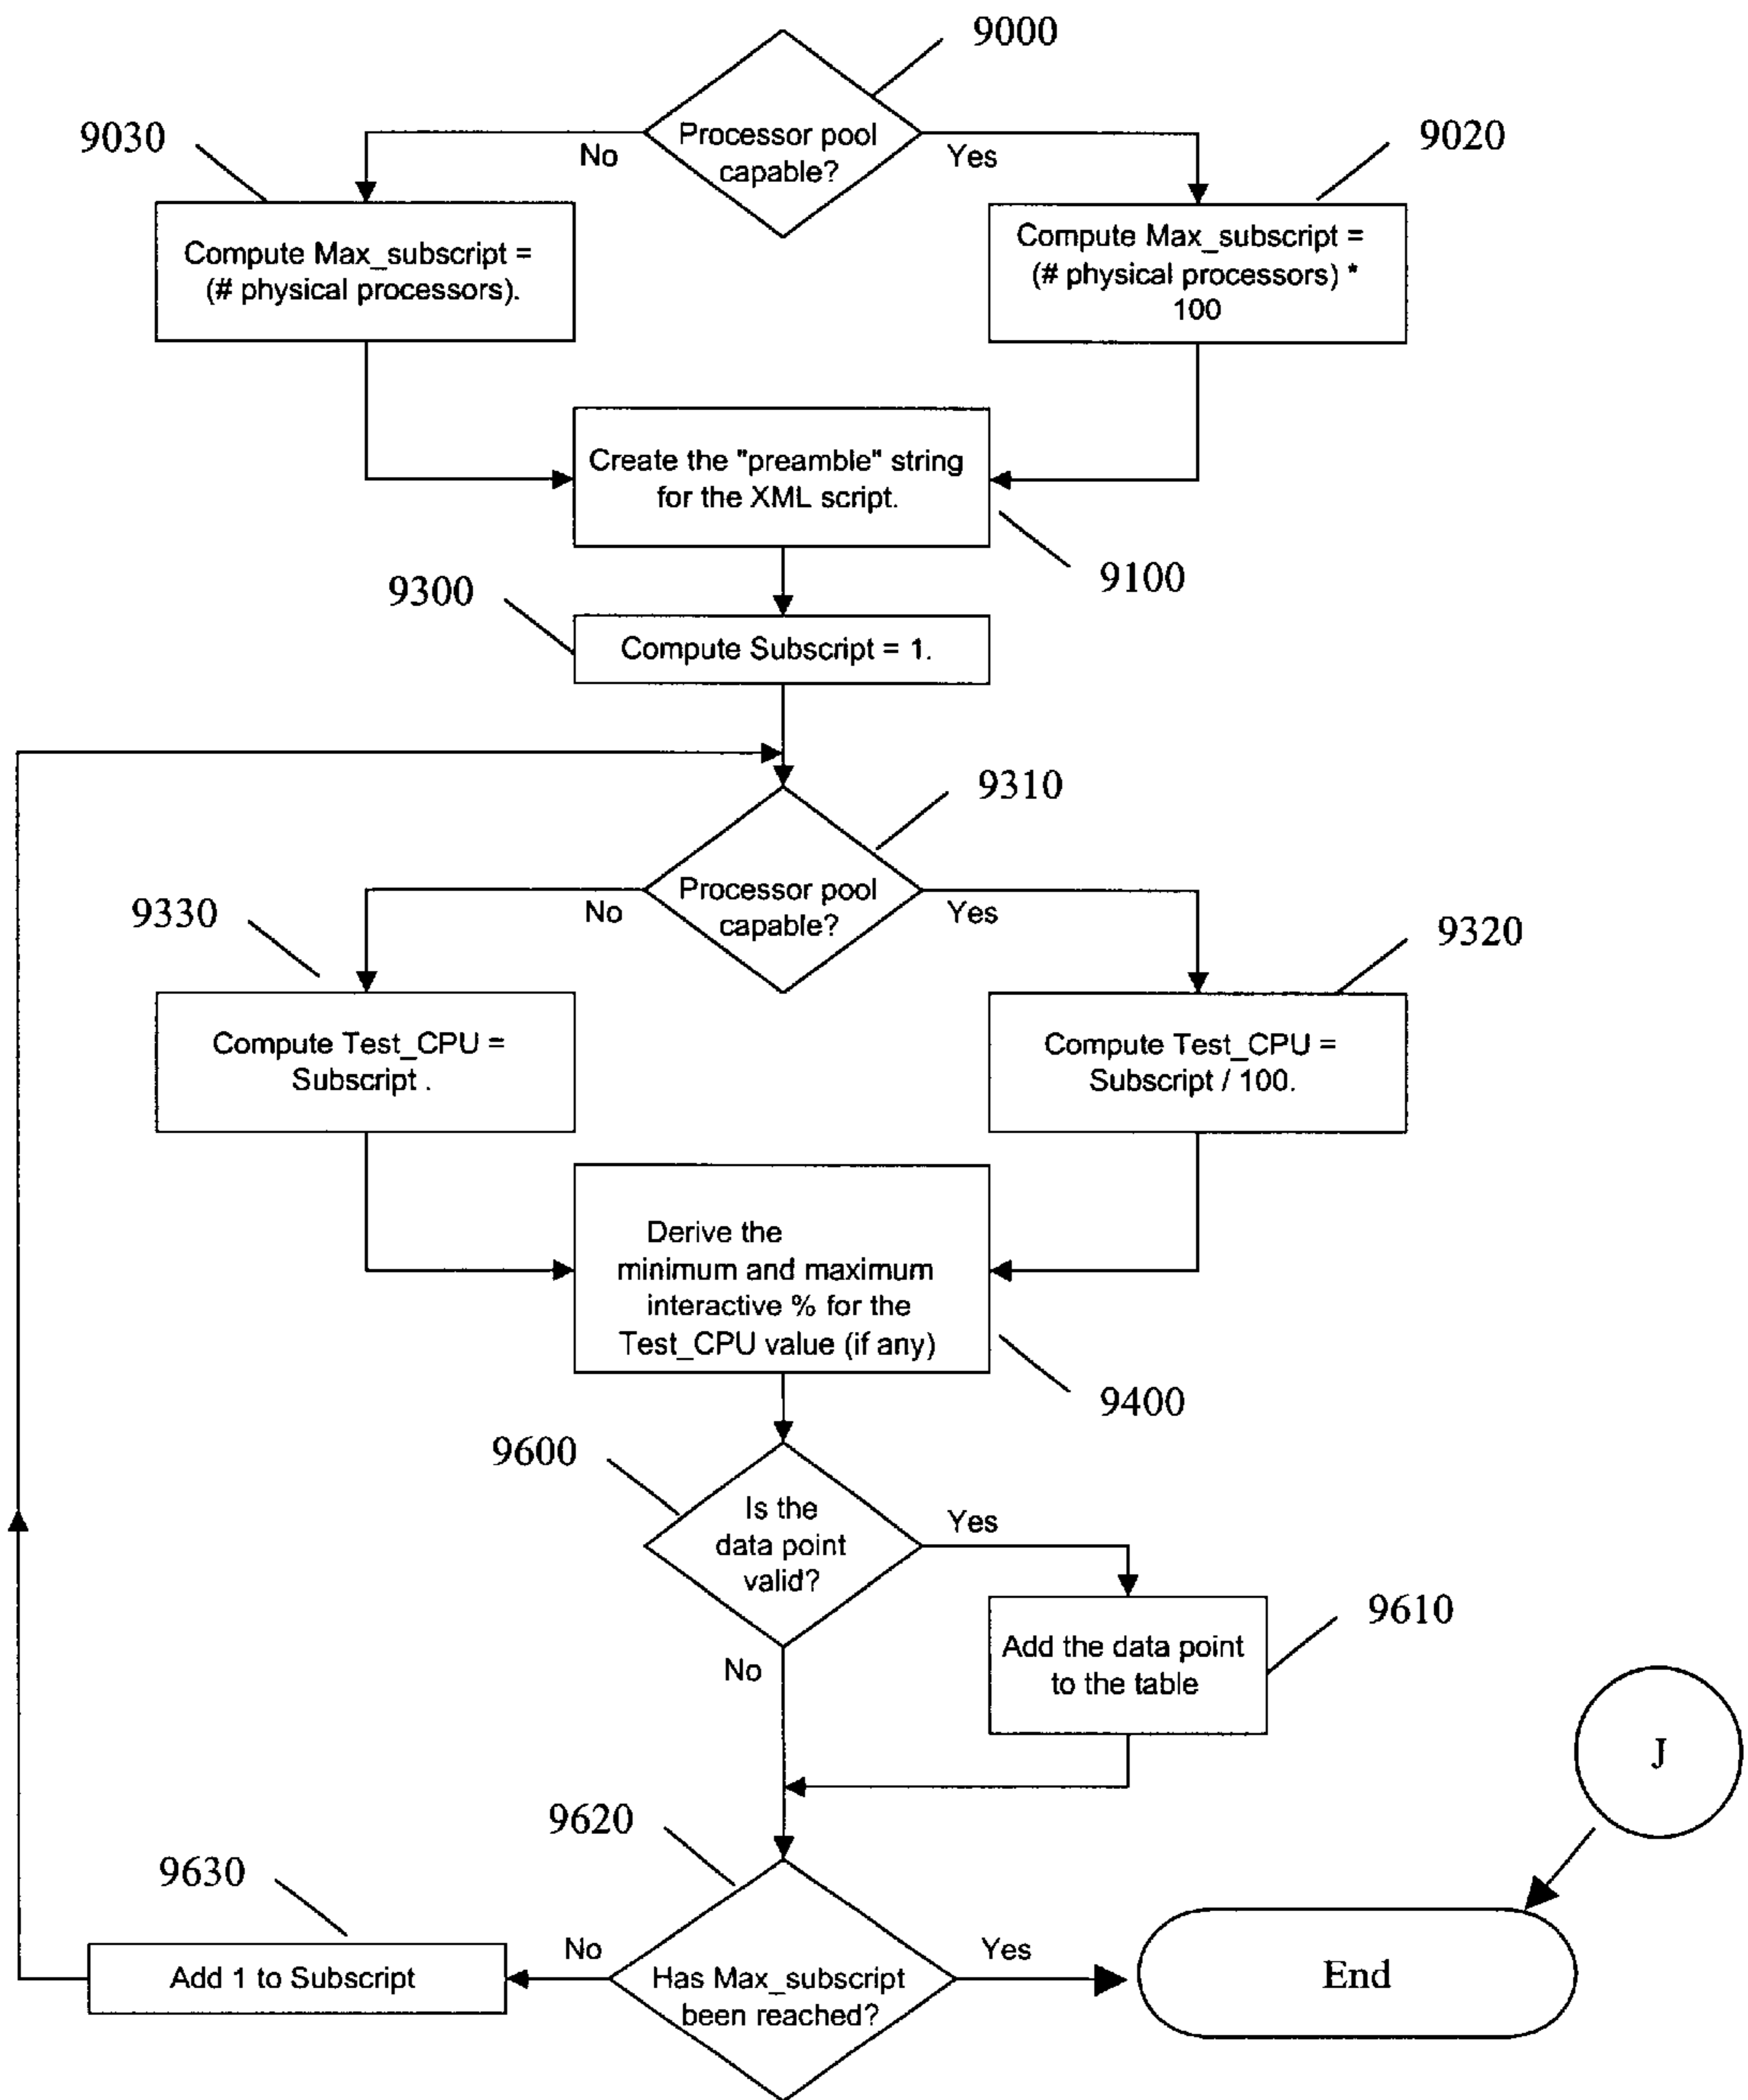 9000
Processor pool
capable?
No
Yes
9030
9020
Compute Max_subscript =
(# physical processors).
Compute Max_subscript =
(# physical processors) *
100
Create the "preamble" string
for the XML script.
9100
9300
Compute Subscript = 1.
9310
Processor pool
capable?
No
Yes
9330
9320
Compute Test_CPU =
Subscript .
Compute Test_CPU =
Subscript / 100.
Derive the
minimum and maximum
interactive % for the
Test_CPU value (if any)
9400
9600
Is the
data point
valid?
Yes
No
9610
Add the data point
to the table
J
9620
9630
Has Max_subscript
been reached?
No
Yes
Add 1 to Subscript
End